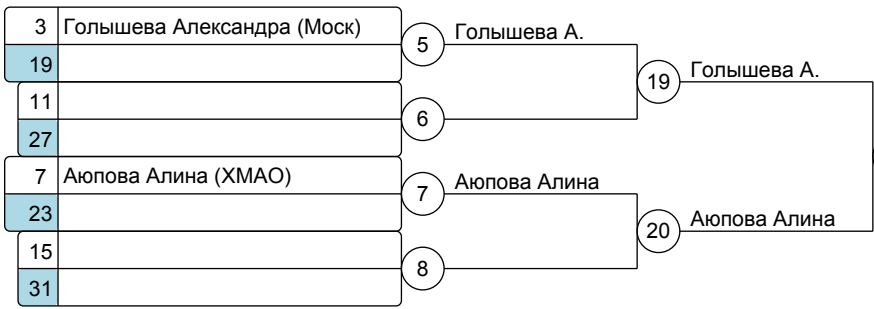 3 Голышева Александра (Моск)
5 Голышева А.
19
19 Голышева А.
11
6
27
7 Аюпова Алина (ХМАО)
7 Аюпова Алина
23
20 Аюпова Алина
15
8
31